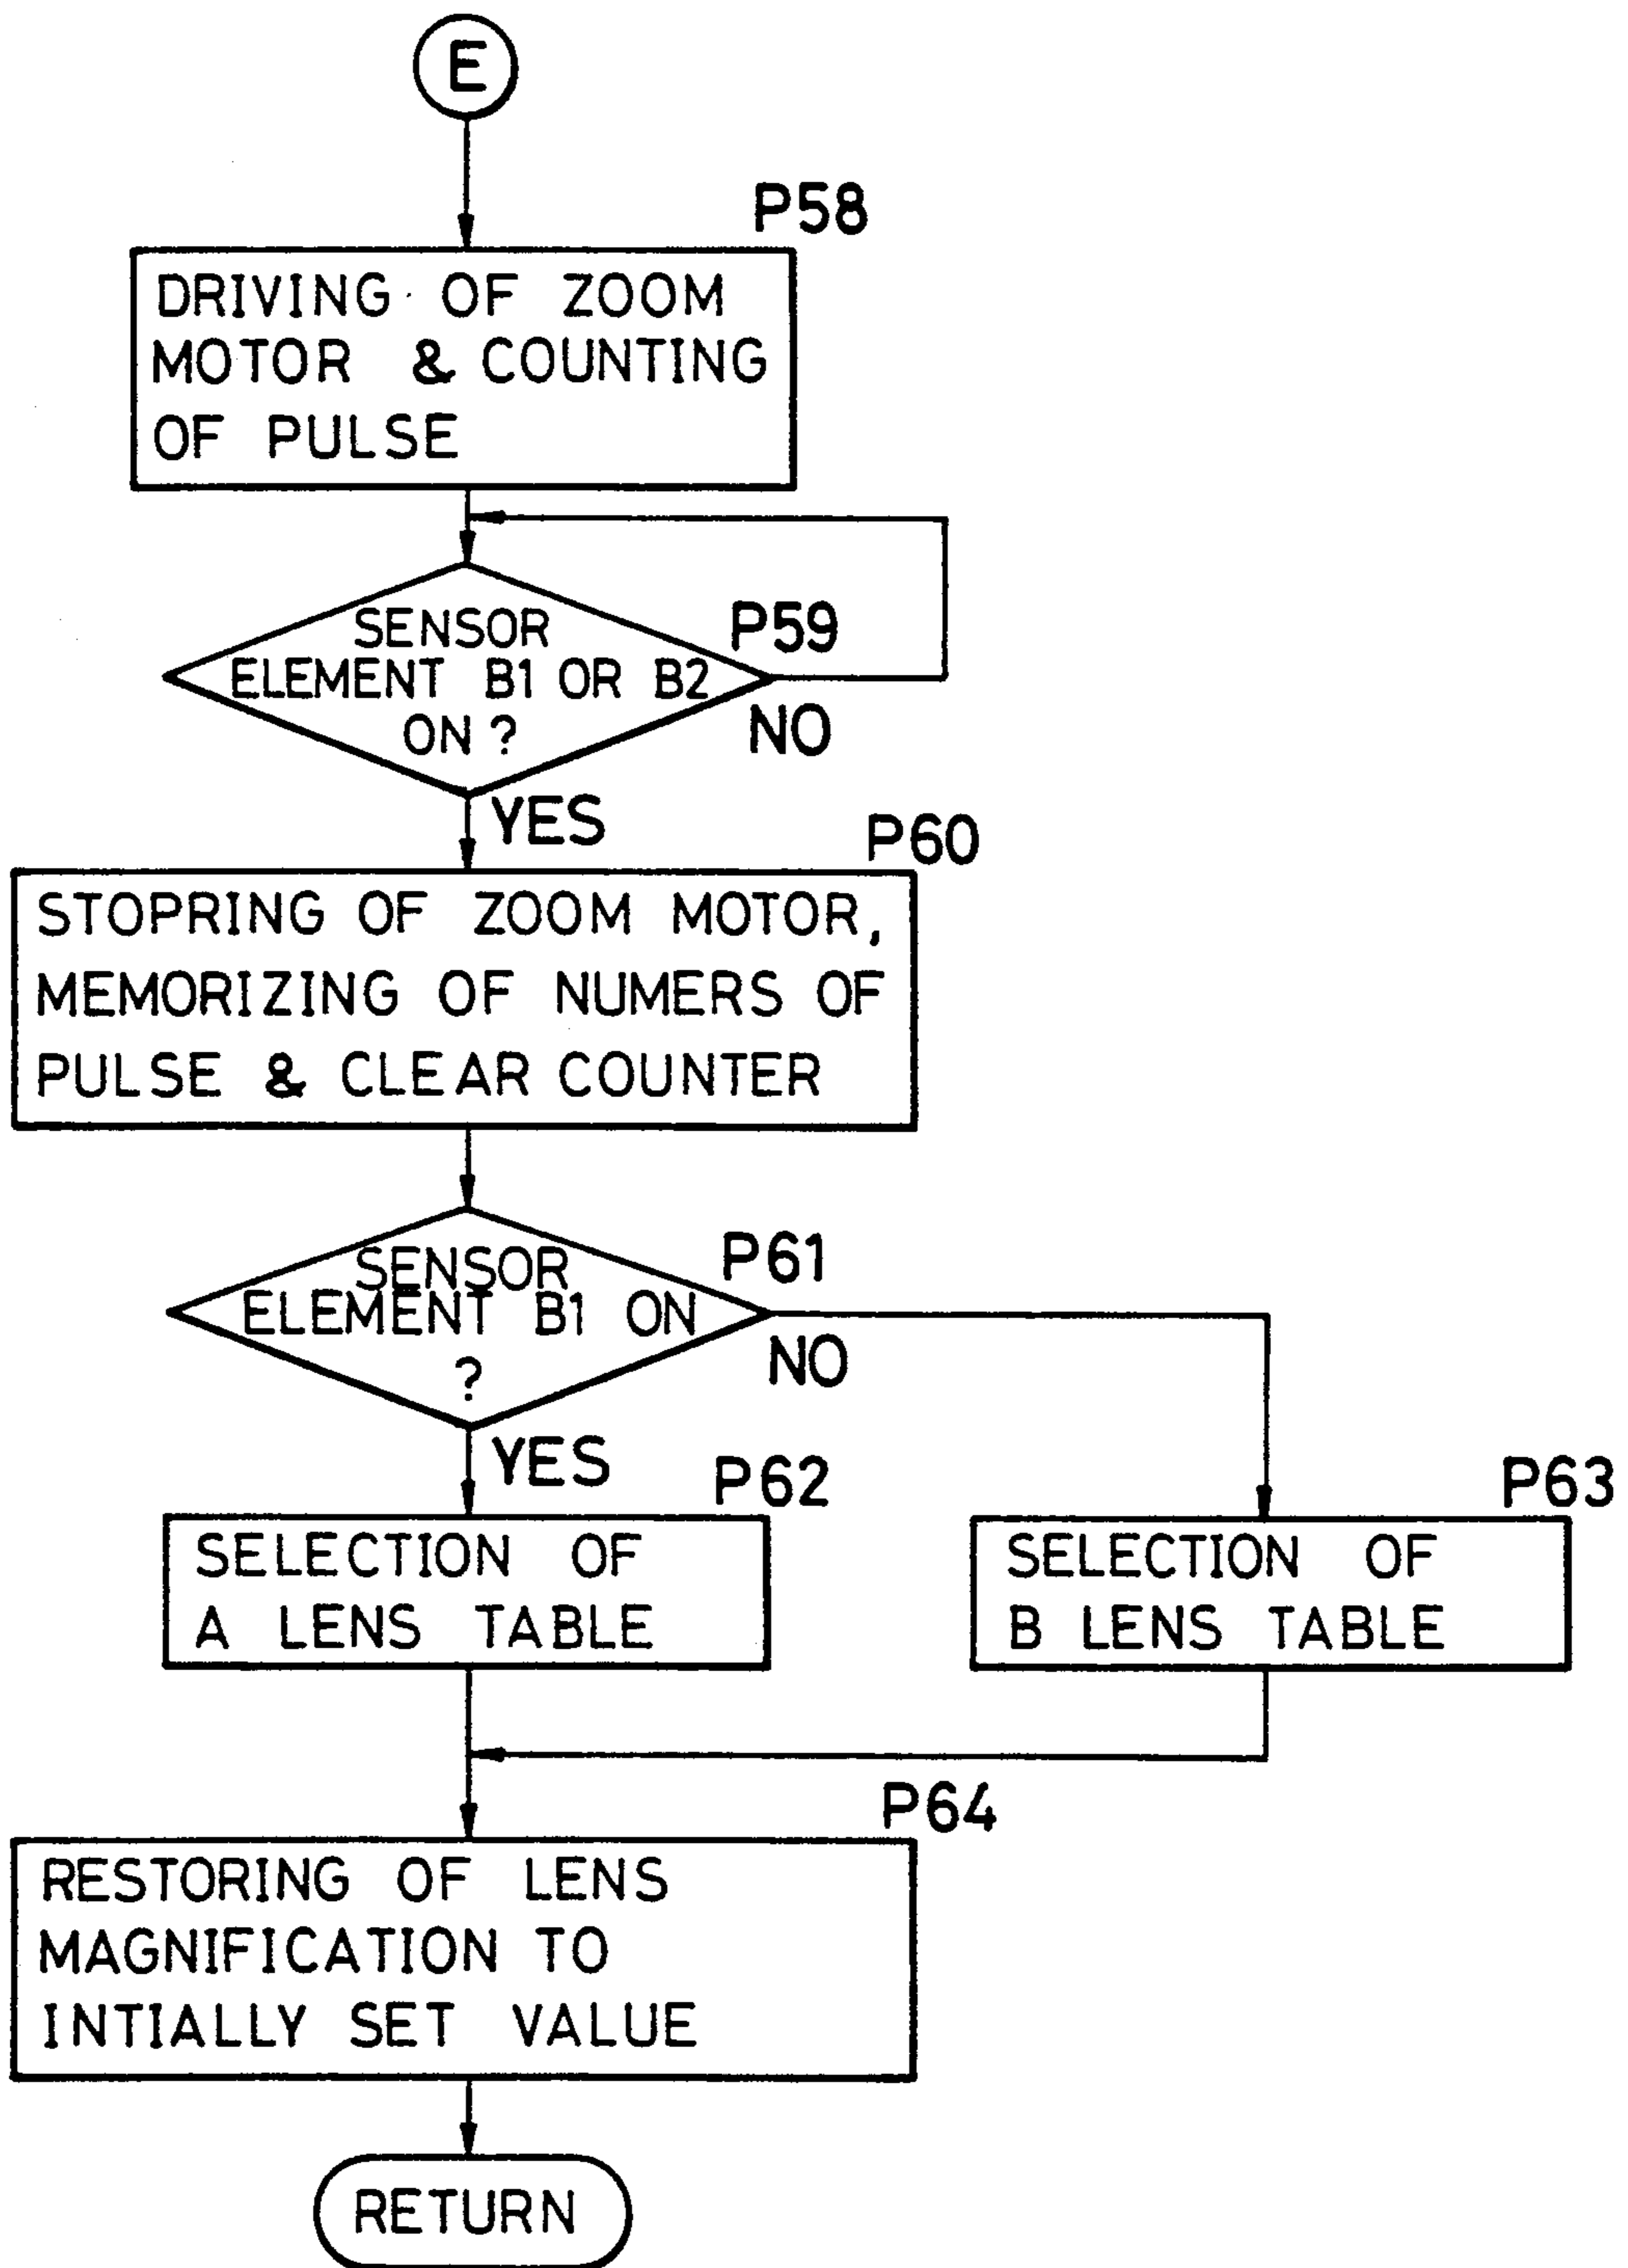 E
P58
DRIVING OF ZOOM
MOTOR & COUNTING
OF PULSE
SENSOR
P59
ELEMENT B1 OR B2
ON ?
NO
YES
P60
STOPRING OF ZOOM MOTOR,
MEMORIZING OF NUMERS OF
PULSE & CLEAR COUNTER
P61
SENSOR
ELEMENT B1 ON
?
NO
YES
P62
SELECTION OF
A LENS TABLE
P63
SELECTION OF
B LENS TABLE
P64
RESTORING OF LENS
MAGNIFICATION TO
INTIALLY SET VALUE
RETURN